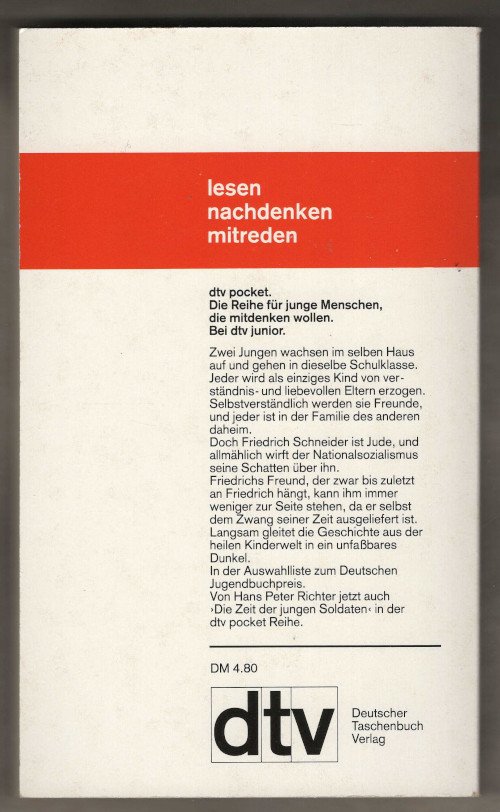 lesen
nachdenken
mitreden
dtv pocket.
Die Reihe für junge Menschen,
die mitdenken wollen.
Bei dtv junior.
Zwei Jungen wachsen im selben Haus
auf und gehen in dieselbe Schulklasse.
Jeder wird als einziges Kind von ver-
ständnis- und liebevollen Eltern erzogen.
Selbstverständlich werden sie Freunde,
und jeder ist in der Familie des anderen
daheim.
Doch Friedrich Schneider ist Jude, und
allmählich wirft der Nationalsozialismus
seine Schatten über ihn.
Friedrichs Freund, der zwar bis zuletzt
an Friedrich hängt, kann ihm immer
weniger zur Seite stehen, da er selbst
dem Zwang seiner Zeit ausgeliefert ist.
Langsam gleitet die Geschichte aus der
heilen Kinderwelt in ein unfaßbares
Dunkel.
In der Auswahlliste zum Deutschen
Jugendbuchpreis.
Von Hans Peter Richter jetzt auch
›Die Zeit der jungen Soldaten‹ in der
dtv pocket Reihe.
DM 4.80
dtv
Deutscher
Taschenbuch
Verlag